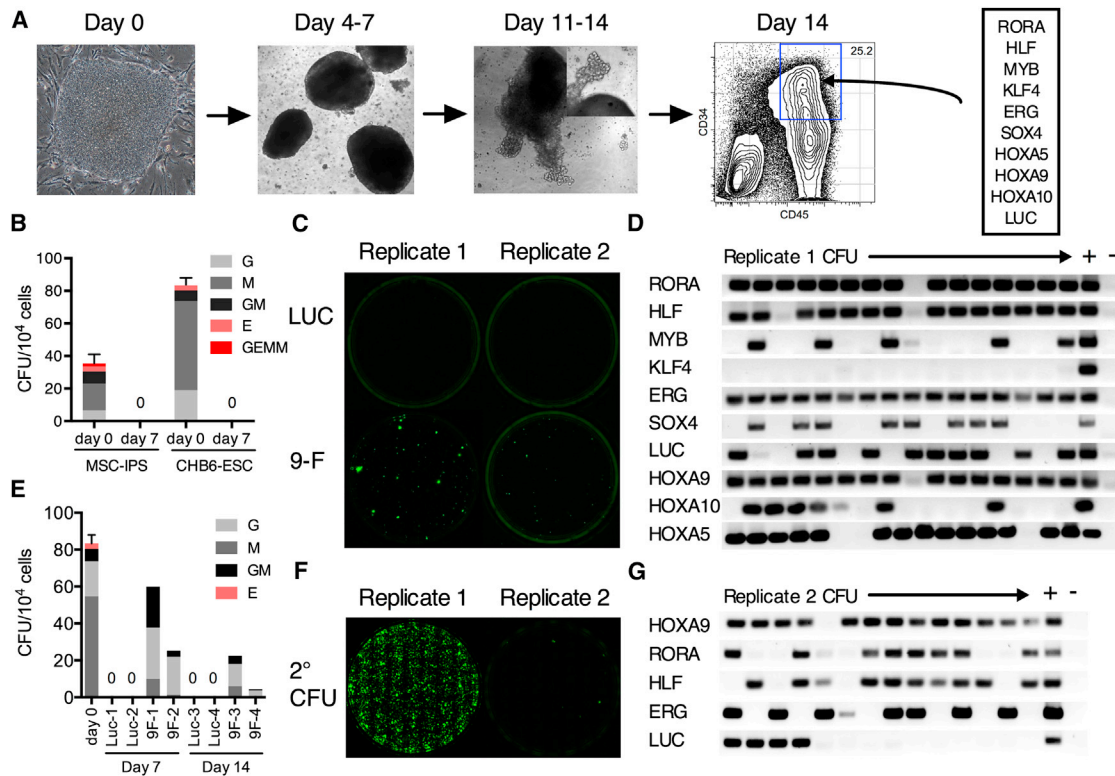 A
Day 0
Day 4-7
Day 11-14
Day 14
25.2
CD34
CD45
RORA
HLF
MYB
KLF4
ERG
SOX4
HOXA5
HOXA9
HOXA10
LUC
B
CFU/10⁴ cells
100
80
60
40
20
0
G
M
GM
E
GEMM
0
0
day 0
day 7
day 0
day 7
MSC-IPS
CHB6-ESC
C
Replicate 1
Replicate 2
LUC
9-F
D
Replicate 1 CFU
+
-
RORA
HLF
MYB
KLF4
ERG
SOX4
LUC
HOXA9
HOXA10
HOXA5
E
CFU/10⁴ cells
100
80
60
40
20
0
G
M
GM
E
0
0
0
0
day 0
Luc-1
Luc-2
9F-1
9F-2
Luc-3
Luc-4
9F-3
9F-4
Day 7
Day 14
F
Replicate 1
Replicate 2
2°
CFU
G
Replicate 2 CFU
+
-
HOXA9
RORA
HLF
ERG
LUC